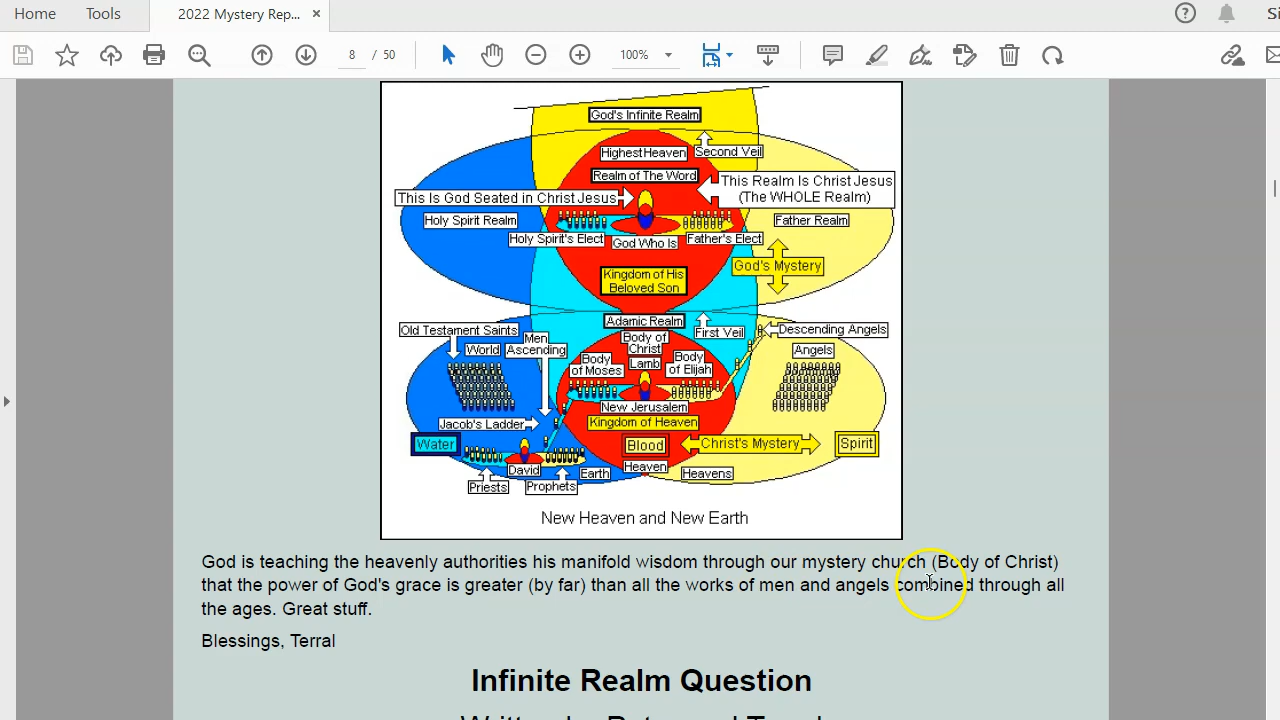 Home Tools 2022 Mystery Rep... × Si
8 / 50 100%
God's Infinite Realm
Highest Heaven Second Veil
Realm of The Word
This Realm Is Christ Jesus
(The WHOLE Realm)
This Is God Seated in Christ Jesus
Holy Spirit Realm Father Realm
Holy Spirit's Elect God Who Is Father's Elect
God's Mystery
Kingdom of His
Beloved Son
Adamic Realm
Old Testament Saints First Veil Descending Angels
World Men
Ascending
Body of
Christ
Angels
Body
of Moses
Lamb
Body
of Elijah
New Jerusalem
Jacob's Ladder Kingdom of Heaven
Water Blood Christ's Mystery Spirit
David Earth Heaven Heavens
Priests Prophets
New Heaven and New Earth
God is teaching the heavenly authorities his manifold wisdom through our mystery church (Body of Christ)
that the power of God's grace is greater (by far) than all the works of men and angels combined through all
the ages. Great stuff.
Blessings, Terral
Infinite Realm Question